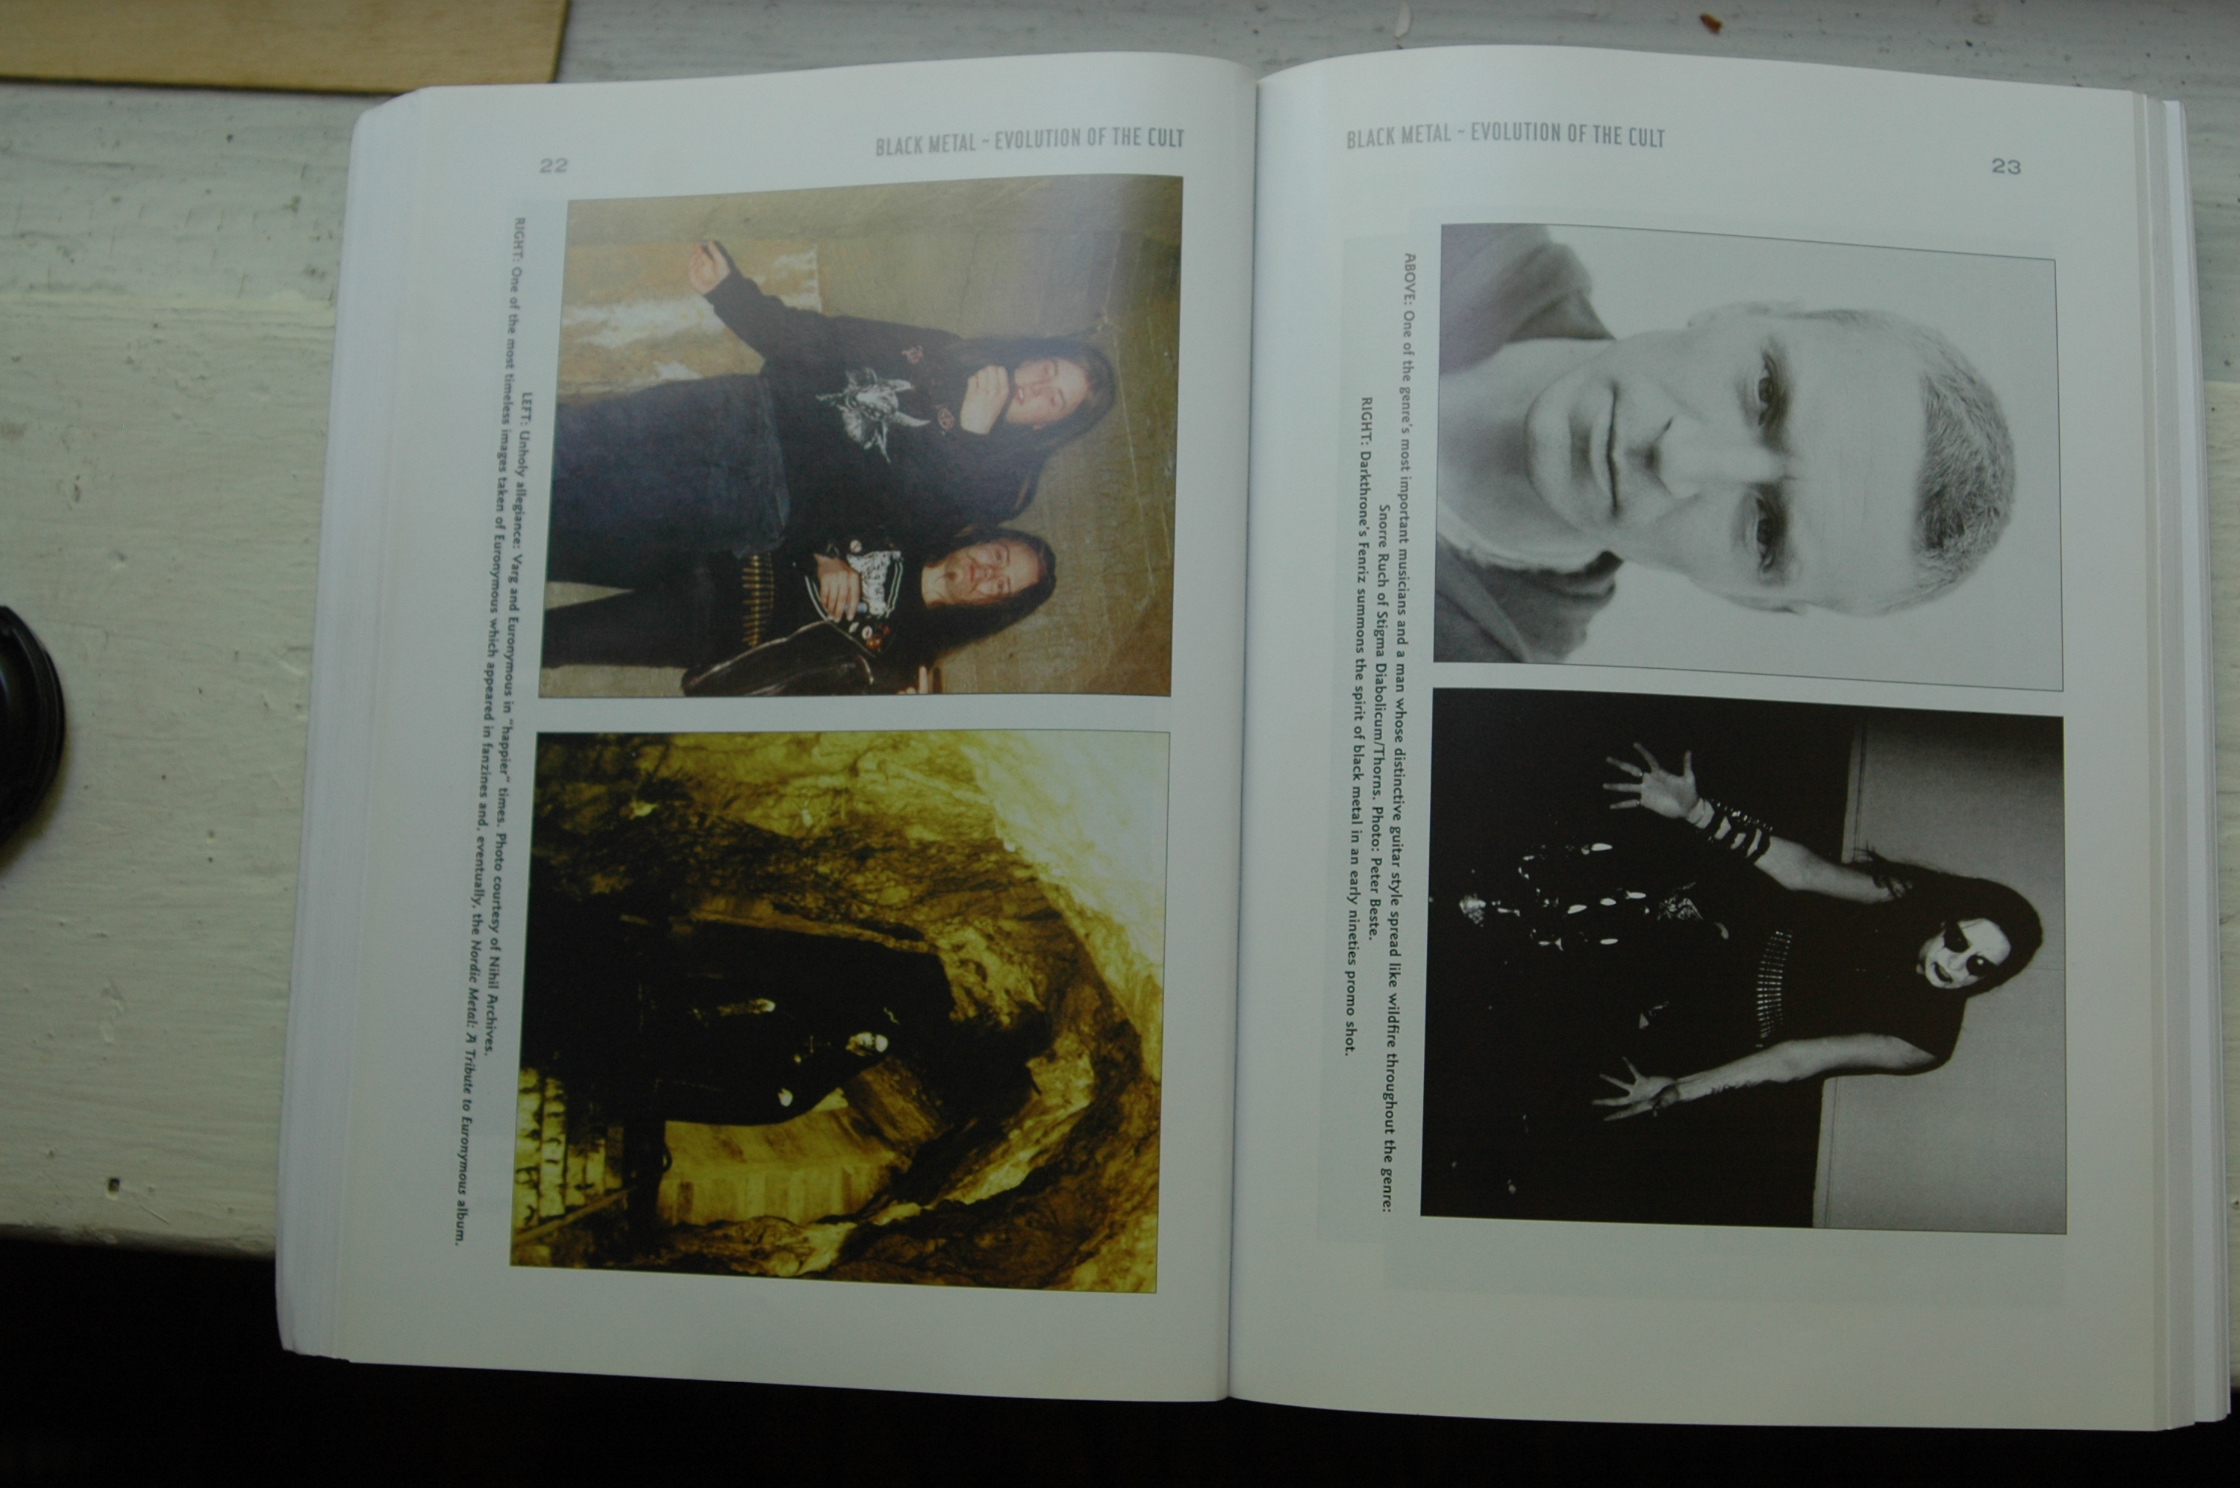 23
BLACK METAL ~ EVOLUTION OF THE CULT
ABOVE: One of the genre's most important musicians and a man whose distinctive guitar style spread like wildfire throughout the genre:
Snorre Ruch of Stigma Diabolicum/Thorns. Photo: Peter Beste.
RIGHT: Darkthrone's Fenriz summons the spirit of black metal in an early nineties promo shot.
BLACK METAL ~ EVOLUTION OF THE CULT
22
LEFT: Unholy allegiance: Varg and Euronymous in "happier" times. Photo courtesy of Nihil Archives.
RIGHT: One of the most timeless images taken of Euronymous which appeared in fanzines and, eventually, the Nordic Metal: A Tribute to Euronymous album.